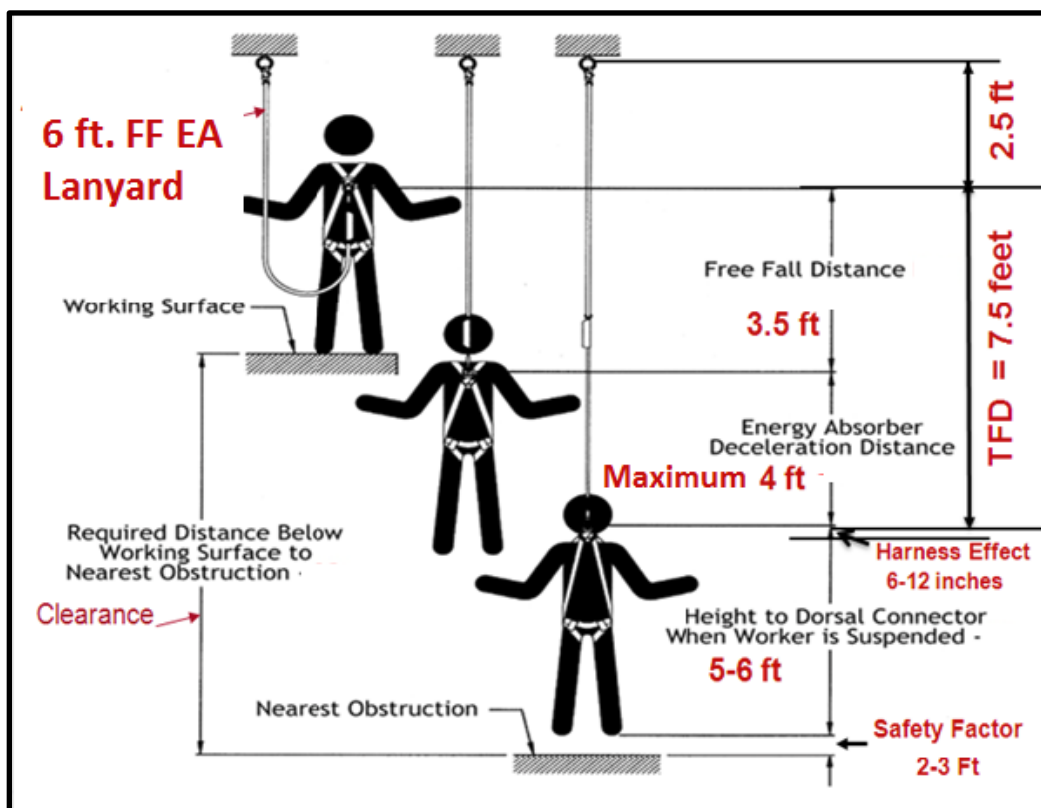 6 ft. FF EA
Lanyard
2.5 ft
Free Fall Distance
3.5 ft
Working Surface
TFD = 7.5 feet
Energy Absorber
Deceleration Distance
Maximum 4 ft
Required Distance Below
Working Surface to
Nearest Obstruction -
Clearance
Harness Effect
6-12 inches
Height to Dorsal Connector
When Worker is Suspended -
5-6 ft
Nearest Obstruction
Safety Factor
2-3 Ft